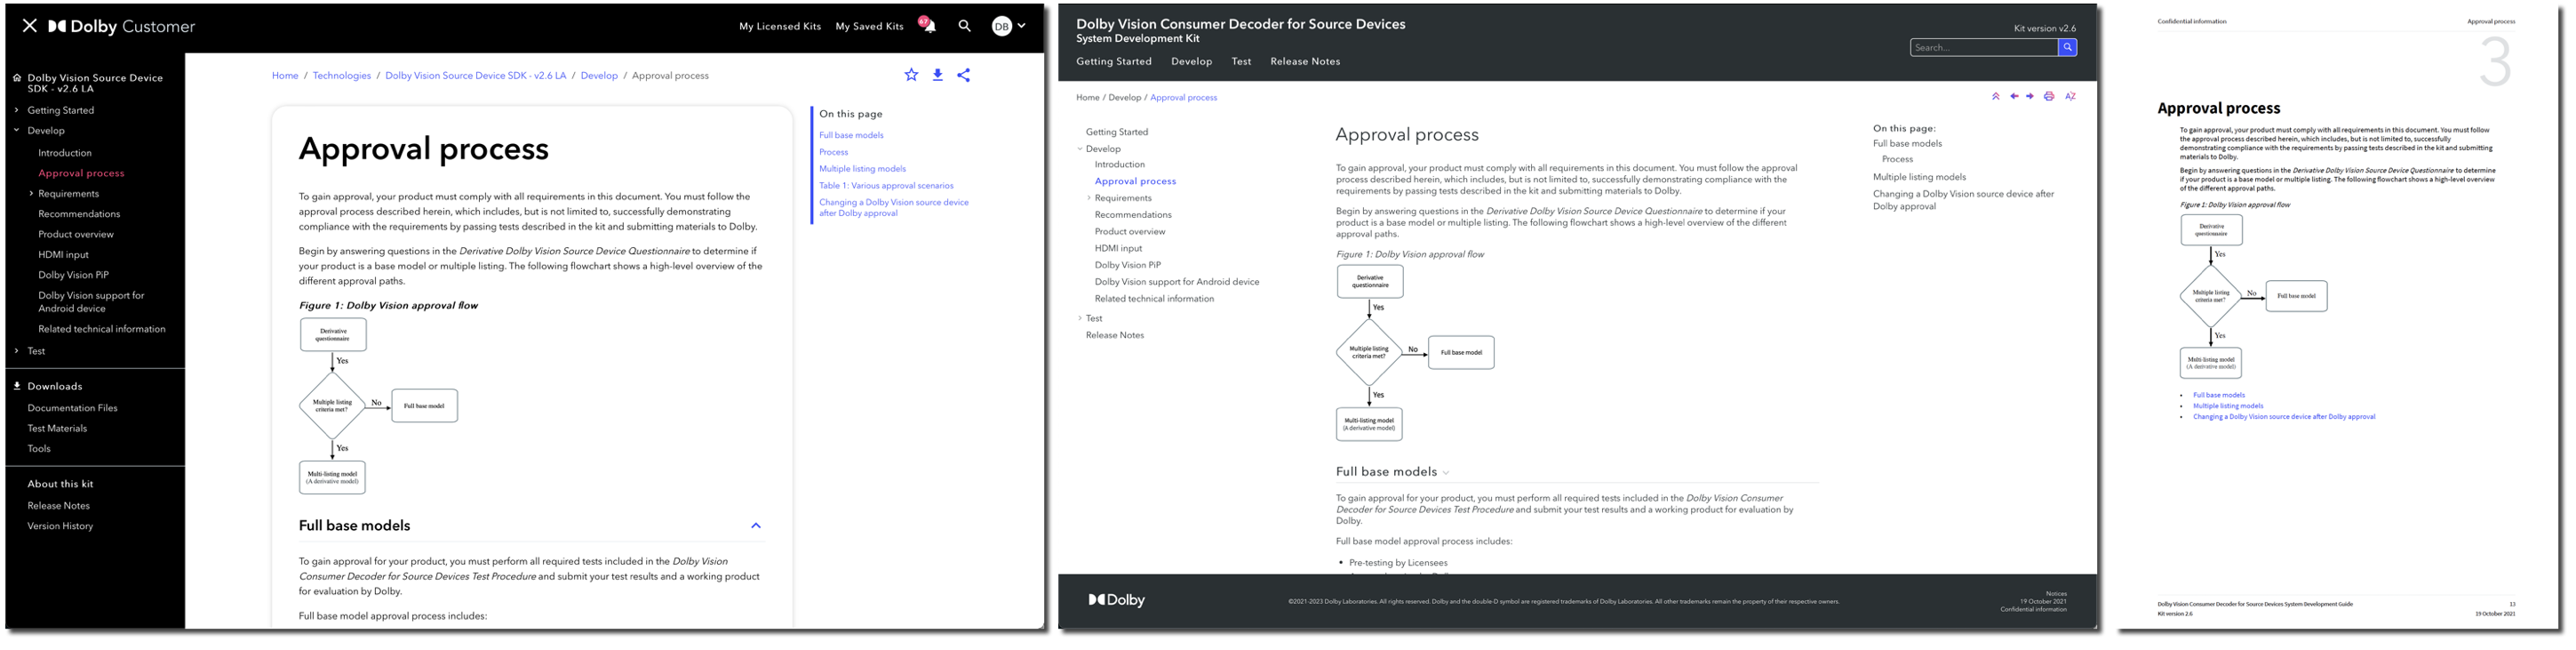 Dolby Customer
My Licensed Kits
My Saved Kits
67
DB
Dolby Vision Source Device
SDK - v2.6 LA
Getting Started
Develop
Introduction
Approval process
Requirements
Recommendations
Product overview
HDMI input
Dolby Vision PiP
Dolby Vision support for
Android device
Related technical information
Test
Downloads
Documentation Files
Test Materials
Tools
About this kit
Release Notes
Version History
Home / Technologies / Dolby Vision Source Device SDK - v2.6 LA / Develop / Approval process
Approval process
To gain approval, your product must comply with all requirements in this document. You must follow the
approval process described herein, which includes, but is not limited to, successfully demonstrating
compliance with the requirements by passing tests described in the kit and submitting materials to Dolby.
Begin by answering questions in the Derivative Dolby Vision Source Device Questionnaire to determine if
your product is a base model or multiple listing. The following flowchart shows a high-level overview of the
different approval paths.
Figure 1: Dolby Vision approval flow
Derivative
questionnaire
Yes
Multiple listing
criteria met?
No
Full base model
Yes
Multi-listing model
(A derivative model)
Full base models
To gain approval for your product, you must perform all required tests included in the Dolby Vision
Consumer Decoder for Source Devices Test Procedure and submit your test results and a working product
for evaluation by Dolby.
Full base model approval process includes:
On this page
Full base models
Process
Multiple listing models
Table 1: Various approval scenarios
Changing a Dolby Vision source device
after Dolby approval
Dolby Vision Consumer Decoder for Source Devices
System Development Kit
Kit version v2.6
Search...
Getting Started
Develop
Test
Release Notes
Home / Develop / Approval process
AZ
Getting Started
Develop
Introduction
Approval process
Requirements
Recommendations
Product overview
HDMI input
Dolby Vision PiP
Dolby Vision support for Android device
Related technical information
Test
Release Notes
Approval process
To gain approval, your product must comply with all requirements in this document. You must follow the approval
process described herein, which includes, but is not limited to, successfully demonstrating compliance with the
requirements by passing tests described in the kit and submitting materials to Dolby.
Begin by answering questions in the Derivative Dolby Vision Source Device Questionnaire to determine if your
product is a base model or multiple listing. The following flowchart shows a high-level overview of the different
approval paths.
Figure 1: Dolby Vision approval flow
Derivative
questionnaire
Yes
Multiple listing
criteria met?
No
Full base model
Yes
Multi-listing model
(A derivative model)
Full base models
To gain approval for your product, you must perform all required tests included in the Dolby Vision Consumer
Decoder for Source Devices Test Procedure and submit your test results and a working product for evaluation by
Dolby.
Full base model approval process includes:
Pre-testing by Licensees
On this page:
Full base models
Process
Multiple listing models
Changing a Dolby Vision source device after
Dolby approval
Dolby
©2021-2023 Dolby Laboratories. All rights reserved. Dolby and the double-D symbol are registered trademarks of Dolby Laboratories. All other trademarks remain the property of their respective owners.
Notices
19 October 2021
Confidential information
Confidential information
Approval process
3
Approval process
To gain approval, your product must comply with all requirements in this document. You must follow
the approval process described herein, which includes, but is not limited to, successfully
demonstrating compliance with the requirements by passing tests described in the kit and submitting
materials to Dolby.
Begin by answering questions in the Derivative Dolby Vision Source Device Questionnaire to determine
if your product is a base model or multiple listing. The following flowchart shows a high-level overview
of the different approval paths.
Figure 1: Dolby Vision approval flow
Derivative
questionnaire
Yes
Multiple listing
criteria met?
No
Full base model
Yes
Multi-listing model
(A derivative model)
Full base models
Multiple listing models
Changing a Dolby Vision source device after Dolby approval
Dolby Vision Consumer Decoder for Source Devices System Development Guide
13
Kit version 2.6
19 October 2021